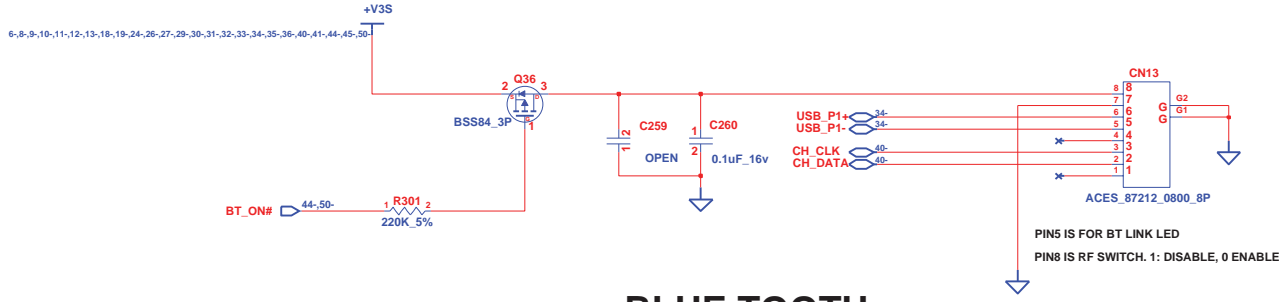 +V3S
6-,8-,9-,10-,11-,12-,13-,18-,19-,24-,26-,27-,29-,30-,31-,32-,33-,34-,35-,36-,40-,41-,44-,45-,50-
Q36
2 3
S D
G
1
BSS84_3P
C259
2
1
OPEN
C260
1
2
0.1uF_16v
BT_ON#
44-,50-
1 R301 2
220K_5%
USB_P1+ 34-
USB_P1- 34-
CH_CLK 40-
CH_DATA 40-
CN13
8 8
7 7
6 6
5 5
4 4
3 3
2 2
1 1
G G2
G G1
ACES_87212_0800_8P
PIN5 IS FOR BT LINK LED
PIN8 IS RF SWITCH. 1: DISABLE, 0 ENABLE
BLUE TOOTH